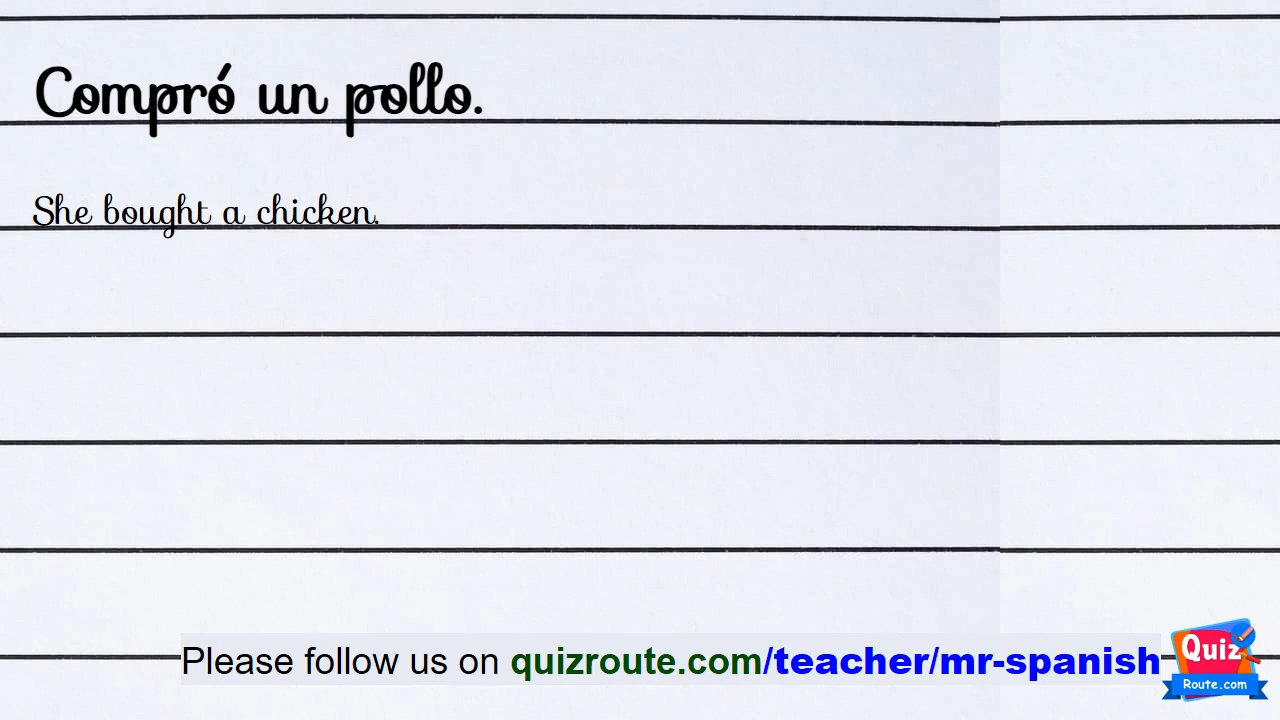 Compró un pollo.
She bought a chicken.
Please follow us on quizroute.com/teacher/mr-spanish
Quiz
Route.com